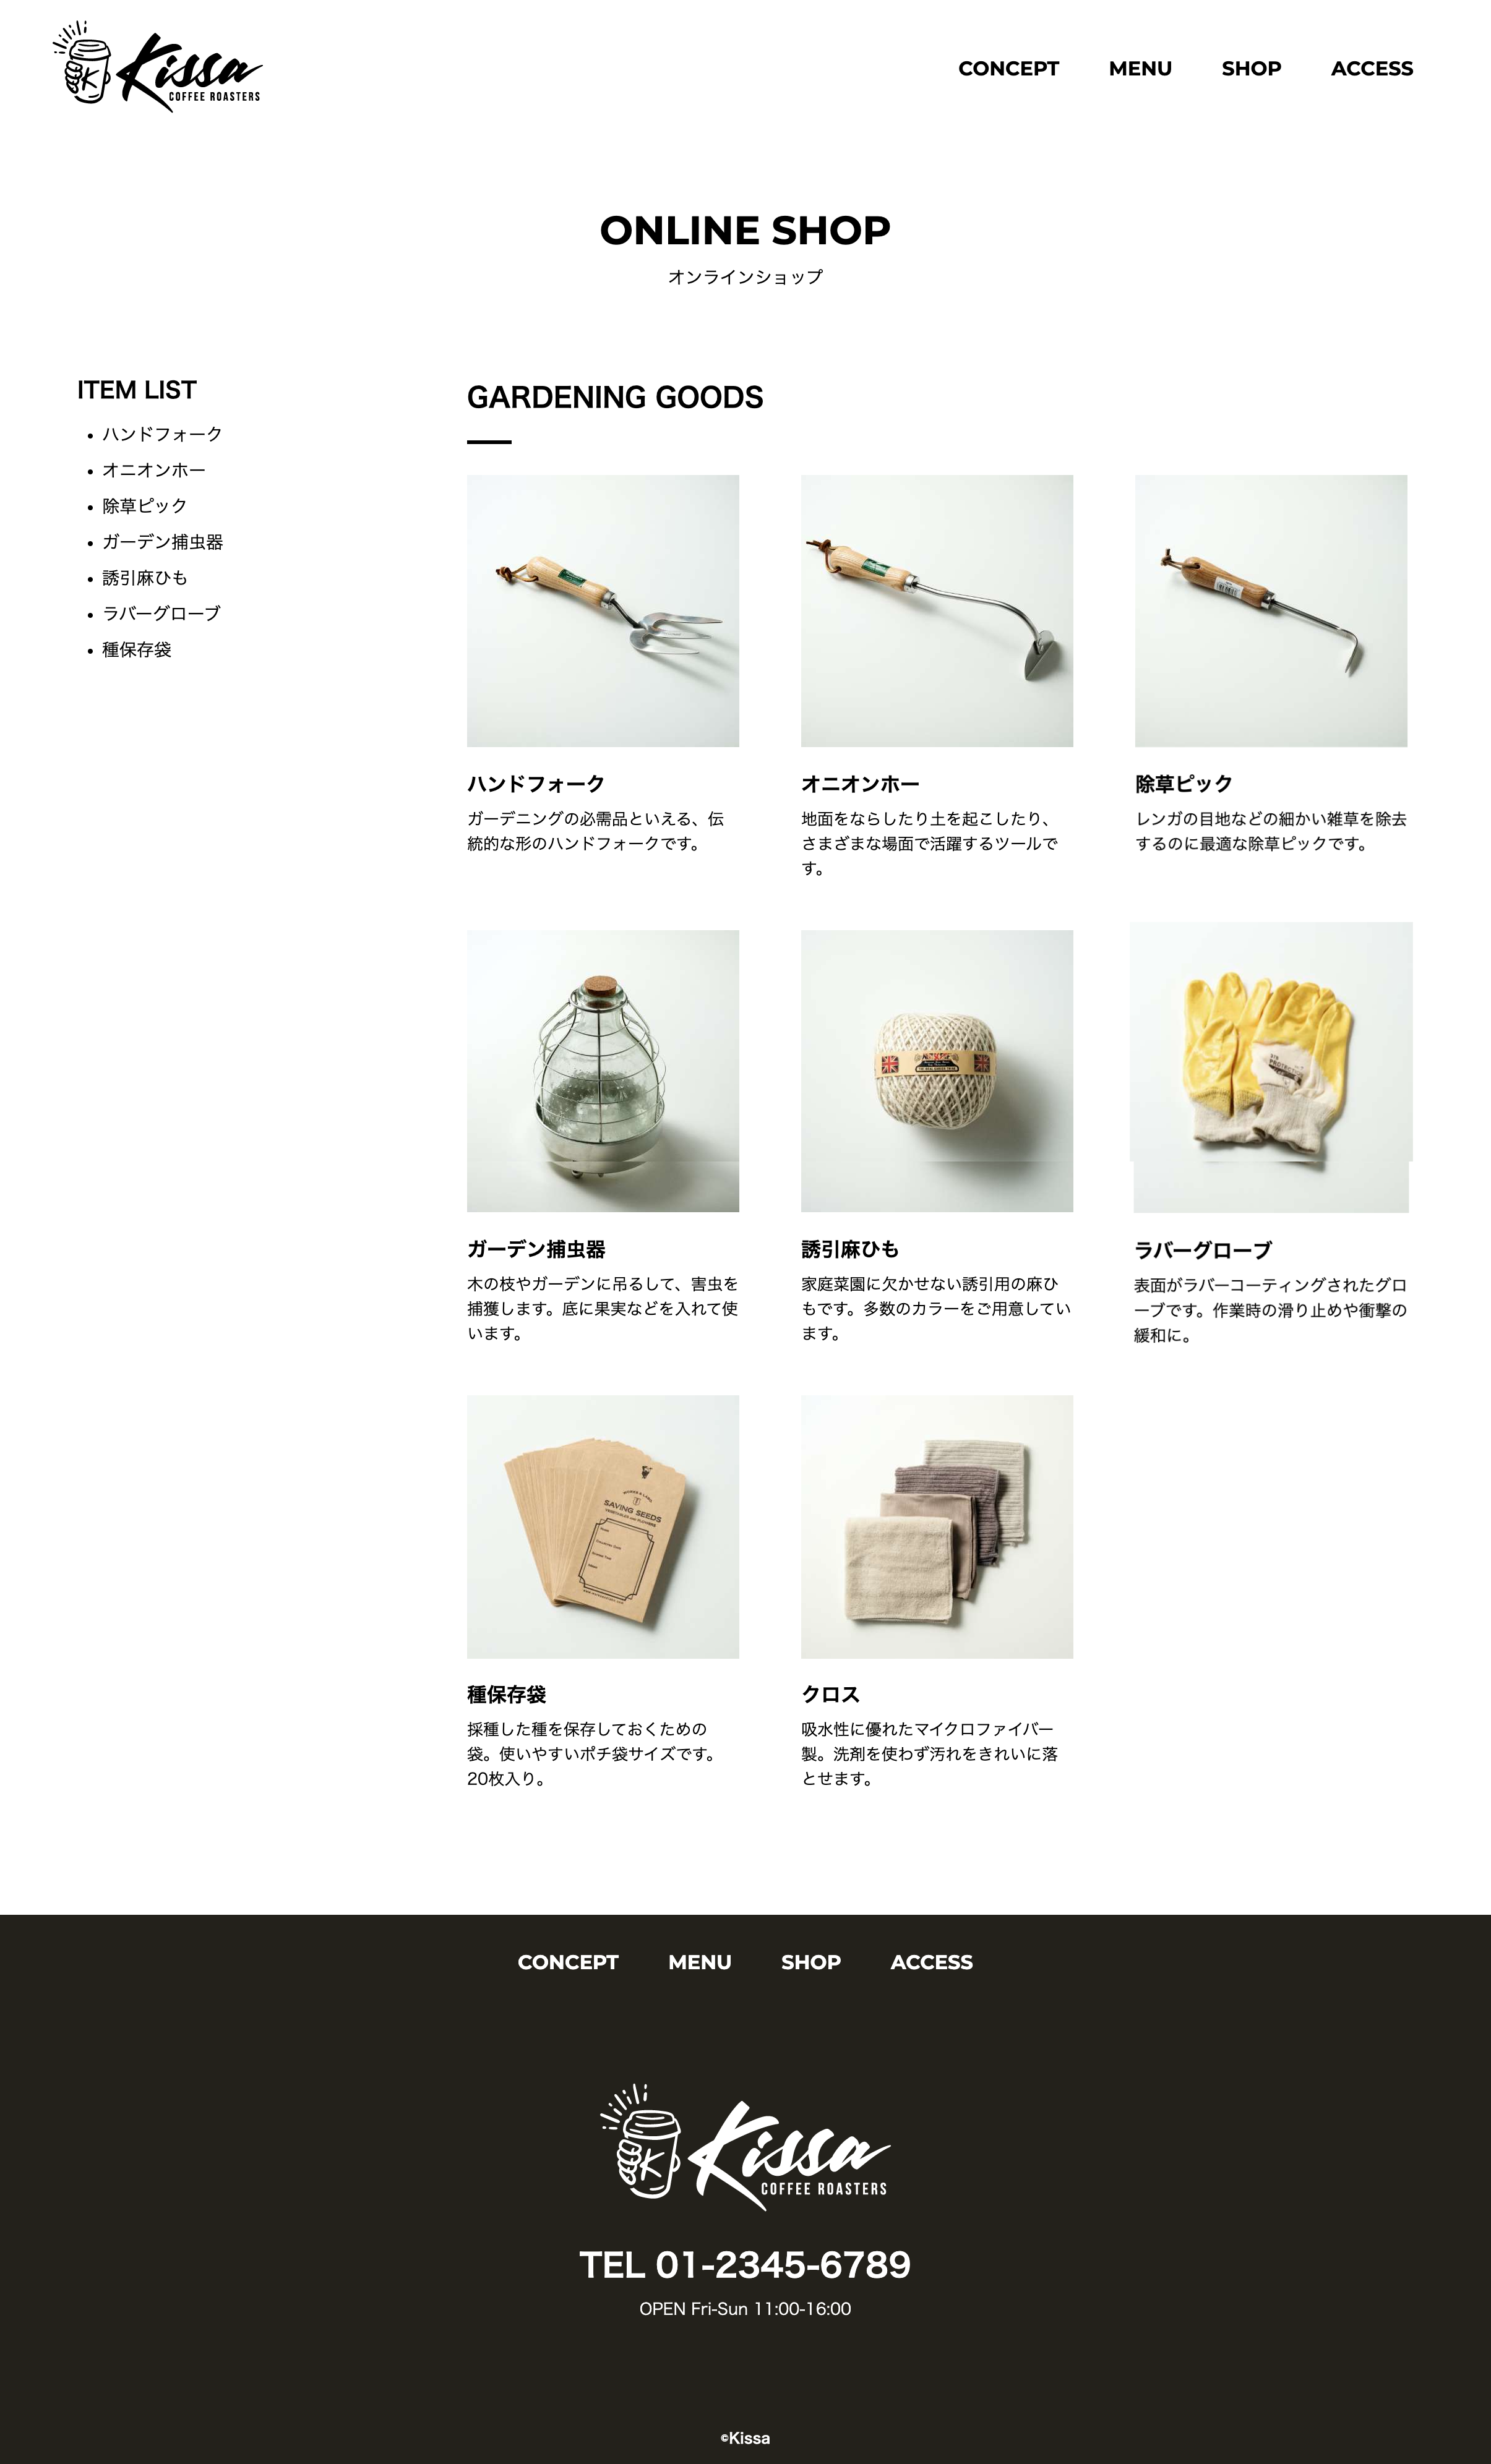 Kissa
COFFEE ROASTERS
CONCEPT MENU SHOP ACCESS
ONLINE SHOP
オンラインショップ
ITEM LIST
• ハンドフォーク
• オニオンホー
• 除草ピック
• ガーデン捕虫器
• 誘引麻ひも
• ラバーグローブ
• 種保存袋
GARDENING GOODS
ハンドフォーク
ガーデニングの必需品といえる、伝
統的な形のハンドフォークです。
オニオンホー
地面をならしたり土を起こしたり、
さまざまな場面で活躍するツールで
す。
除草ピック
レンガの目地などの細かい雑草を除去
するのに最適な除草ピックです。
ガーデン捕虫器
木の枝やガーデンに吊るして、害虫を
捕獲します。底に果実などを入れて使
います。
誘引麻ひも
家庭菜園に欠かせない誘引用の麻ひ
もです。多数のカラーをご用意してい
ます。
ラバーグローブ
表面がラバーコーティングされたグロ
ーブです。作業時の滑り止めや衝撃の
緩和に。
SAVING SEEDS
VEGETABLES AND FLOWERS
種保存袋
採種した種を保存しておくための
袋。使いやすいポチ袋サイズです。
20枚入り。
クロス
吸水性に優れたマイクロファイバー
製。洗剤を使わず汚れをきれいに落
とせます。
CONCEPT MENU SHOP ACCESS
K
Kissa
COFFEE ROASTERS
TEL 01-2345-6789
OPEN Fri-Sun 11:00-16:00
©Kissa